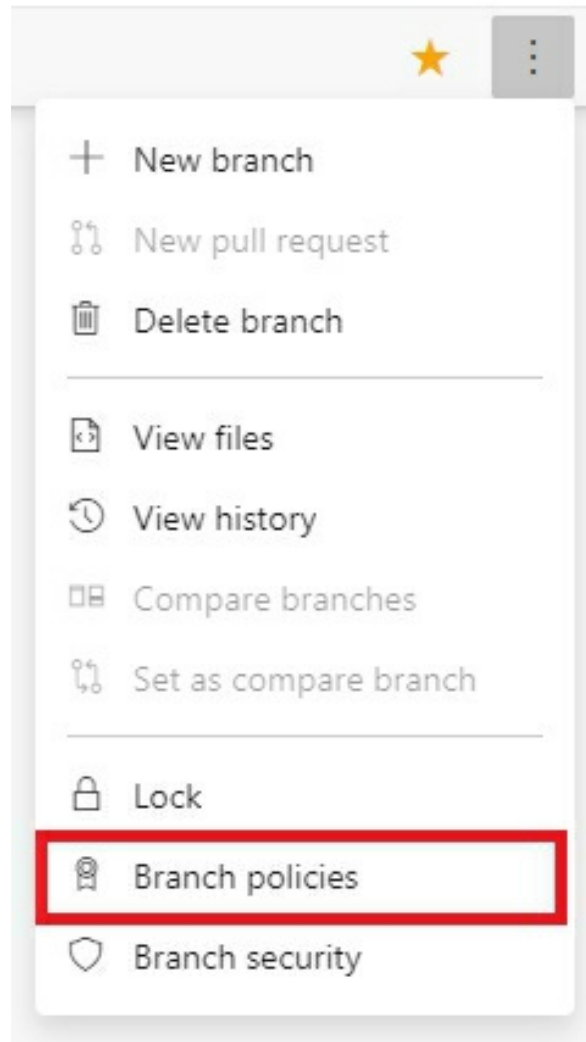 New branch
New pull request
Delete branch
View files
View history
Compare branches
Set as compare branch
Lock
Branch policies
Branch security